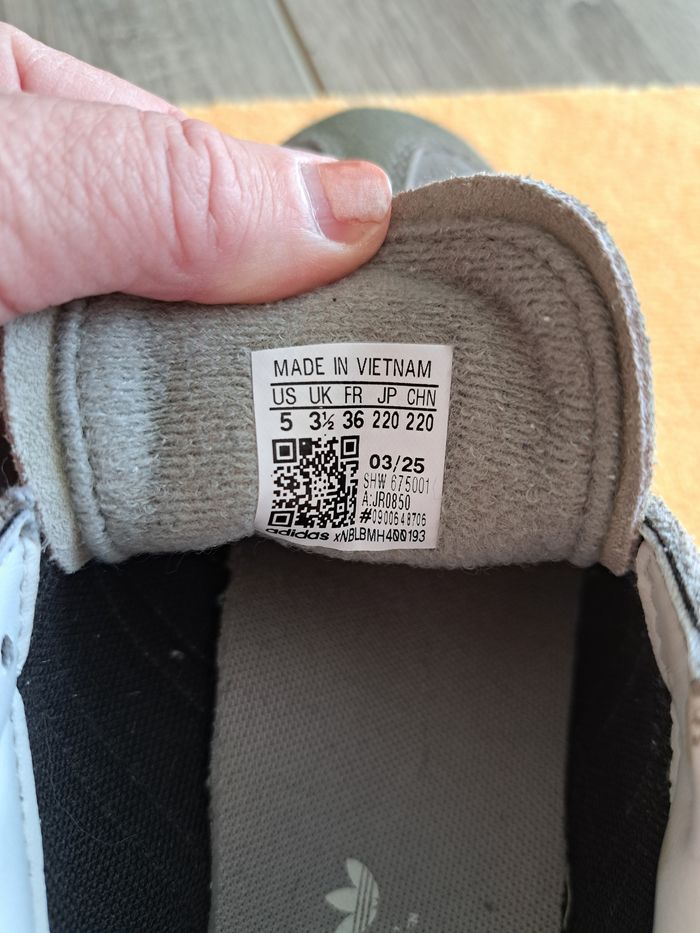 MADE IN VIETNAM
US UK FR JP CHN
5 3½ 36 220 220
03/25
SHW 675001
A:JR0850
#0900648706
adidas xNBLBMH400193